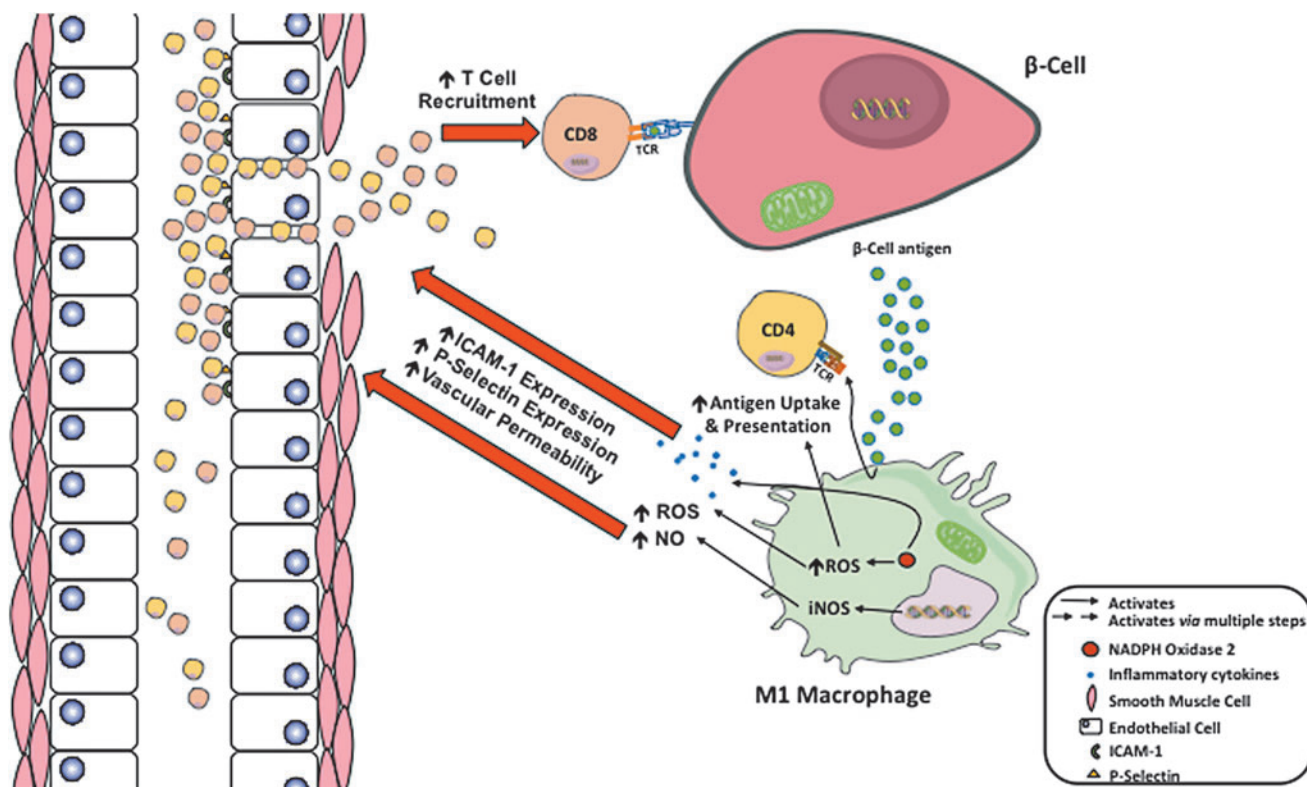 ↑ T Cell
Recruitment
CD8
TCR
β-Cell
β-Cell antigen
CD4
TCR
↑ICAM-1 Expression
↑ P-Selectin Expression
↑Vascular Permeability
↑ Antigen Uptake
& Presentation
↑ ROS
↑ NO
↑ROS
iNOS
M1 Macrophage
Activates
Activates via multiple steps
NADPH Oxidase 2
Inflammatory cytokines
Smooth Muscle Cell
Endothelial Cell
ICAM-1
P-Selectin